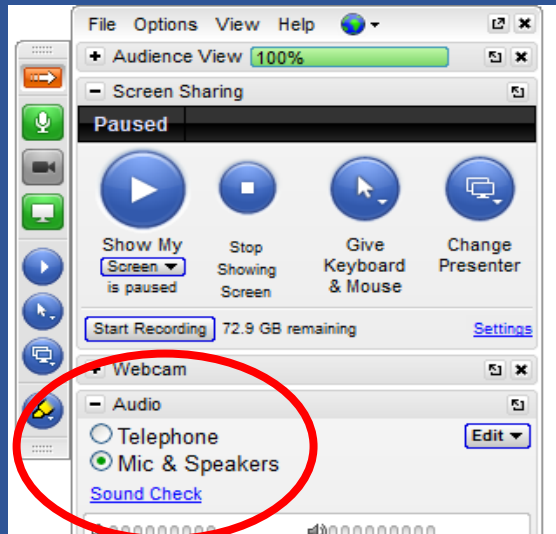 File Options View Help
Audience View 100%
Screen Sharing
Paused
Show My
Screen
is paused
Stop
Showing
Screen
Give
Keyboard
& Mouse
Change
Presenter
Start Recording 72.9 GB remaining Settings
Webcam
Audio
Telephone Edit
Mic & Speakers
Sound Check